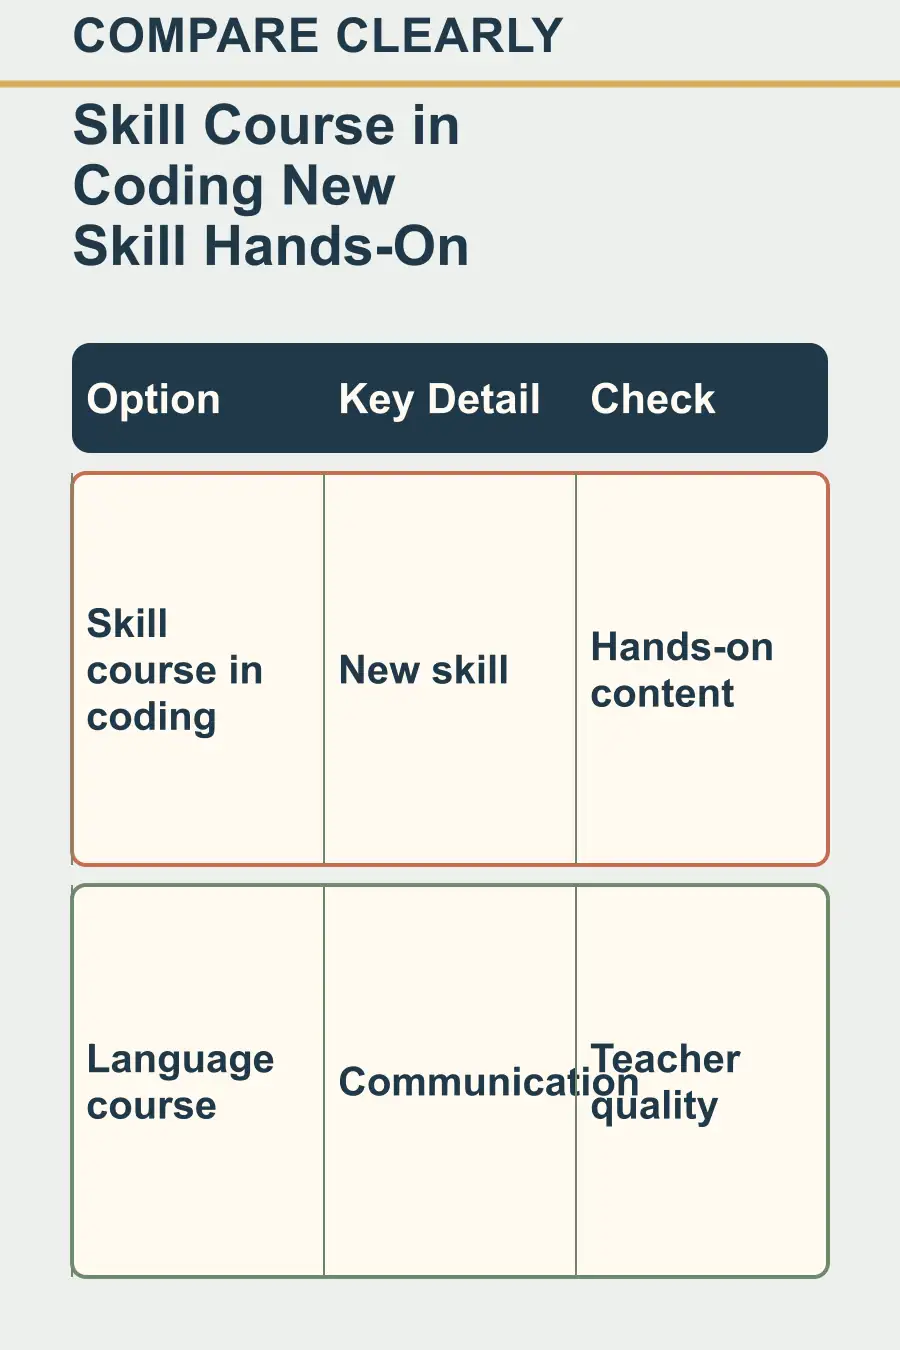 COMPARE CLEARLY
Skill Course in
Coding New
Skill Hands-On
Option Key Detail Check
Skill
course in
coding
New skill
Hands-on
content
Language
course
Communication
Teacher
quality